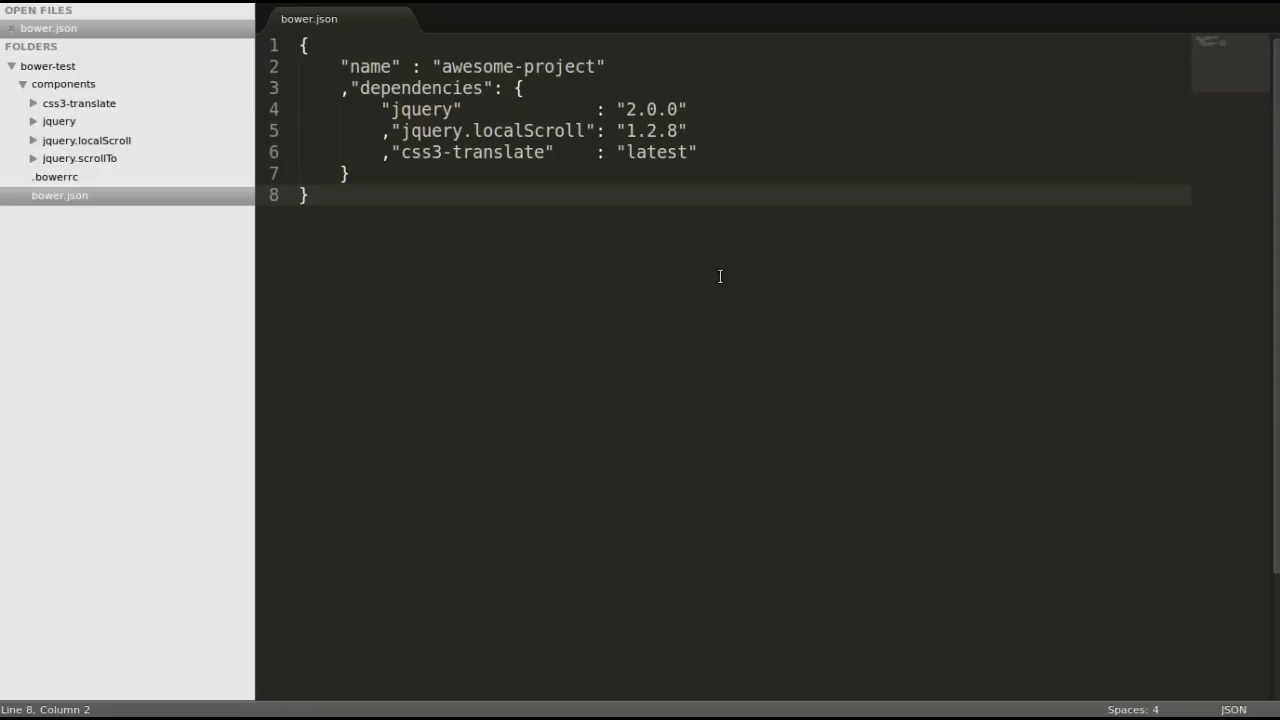 OPEN FILES
× bower.json
FOLDERS
bower-test
components
css3-translate
jquery
jquery.localScroll
jquery.scrollTo
.bowerrc
bower.json
bower.json
1 {
2 "name" : "awesome-project"
3 ,"dependencies": {
4 "jquery" : "2.0.0"
5 ,"jquery.localScroll": "1.2.8"
6 ,"css3-translate" : "latest"
7 }
8 }
Line 8, Column 2
Spaces: 4
JSON